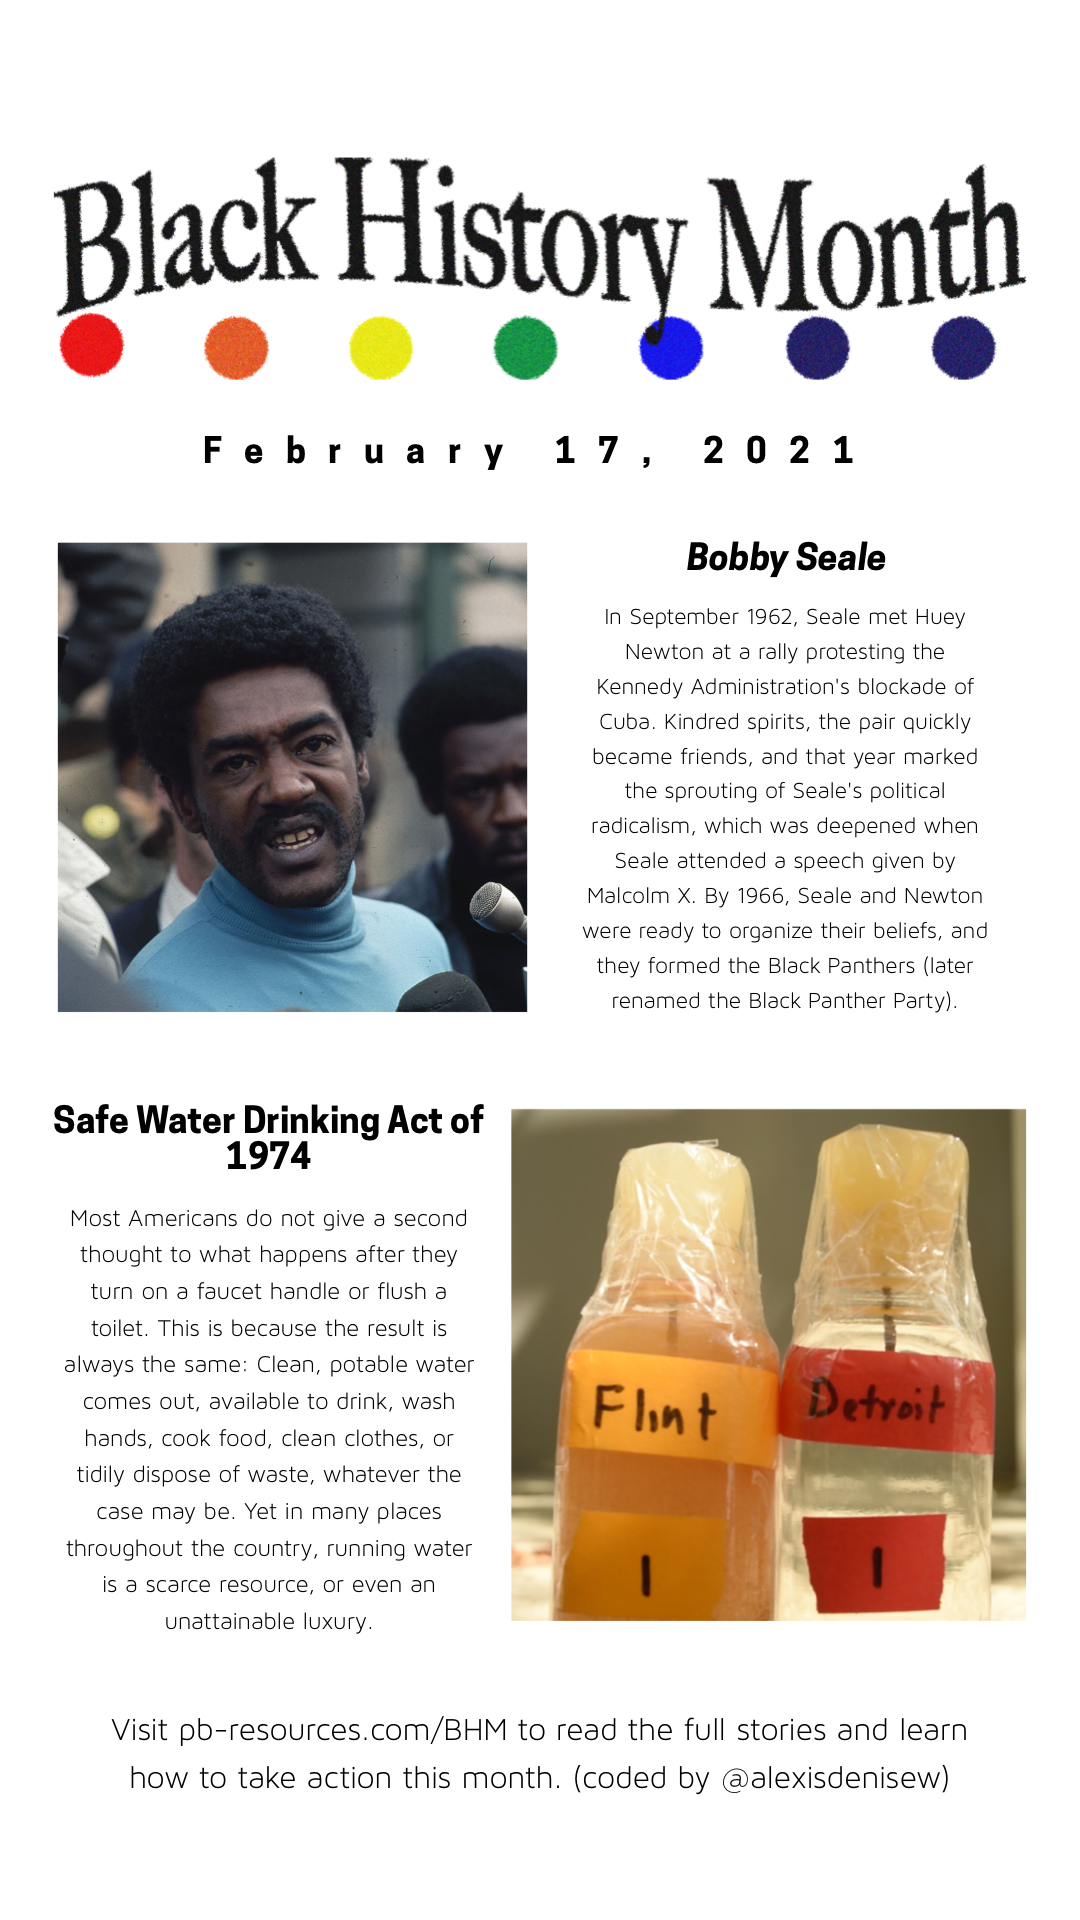 Black History Month
February 17, 2021
Bobby Seale
In September 1962, Seale met Huey
Newton at a rally protesting the
Kennedy Administration's blockade of
Cuba. Kindred spirits, the pair quickly
became friends, and that year marked
the sprouting of Seale's political
radicalism, which was deepened when
Seale attended a speech given by
Malcolm X. By 1966, Seale and Newton
were ready to organize their beliefs, and
they formed the Black Panthers (later
renamed the Black Panther Party).
Safe Water Drinking Act of
1974
Most Americans do not give a second
thought to what happens after they
turn on a faucet handle or flush a
toilet. This is because the result is
always the same: Clean, potable water
comes out, available to drink, wash
hands, cook food, clean clothes, or
tidily dispose of waste, whatever the
case may be. Yet in many places
throughout the country, running water
is a scarce resource, or even an
unattainable luxury.
Flint
1
Detroit
1
Visit pb-resources.com/BHM to read the full stories and learn
how to take action this month. (coded by @alexisdenisew)